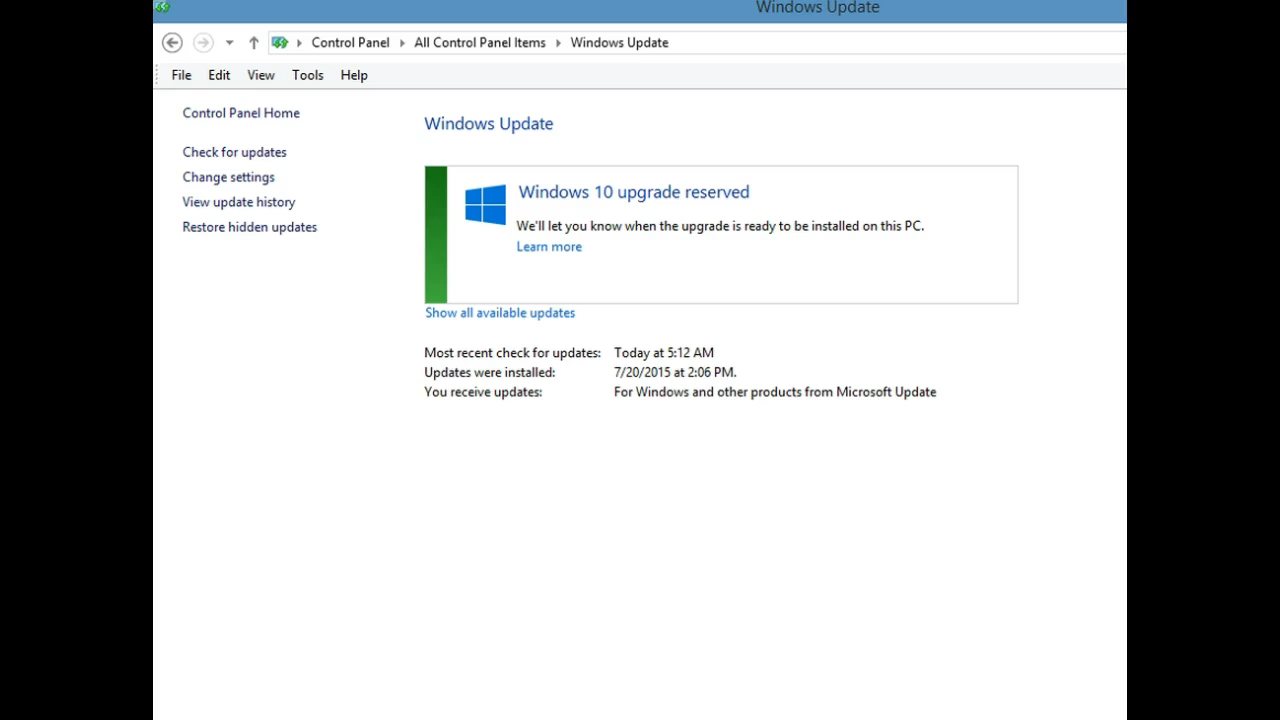 Windows Update
Control Panel All Control Panel Items Windows Update
File Edit View Tools Help
Control Panel Home
Check for updates
Change settings
View update history
Restore hidden updates
Windows Update
Windows 10 upgrade reserved
We'll let you know when the upgrade is ready to be installed on this PC.
Learn more
Show all available updates
Most recent check for updates: Today at 5:12 AM
Updates were installed: 7/20/2015 at 2:06 PM.
You receive updates: For Windows and other products from Microsoft Update